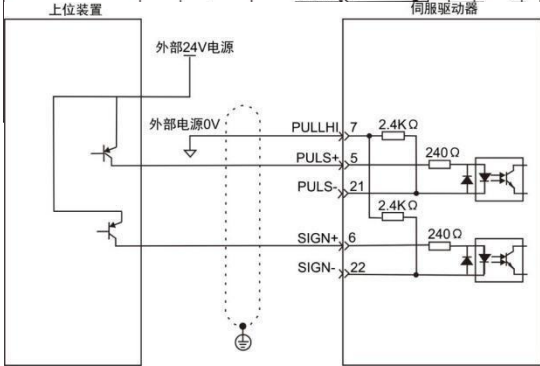 上位装置
伺服驱动器
外部24V电源
外部电源0V
PULLHI 7 2.4KΩ
PULS+ 5 240Ω
PULS- 21
2.4KΩ
SIGN+ 6 240Ω
SIGN- 22